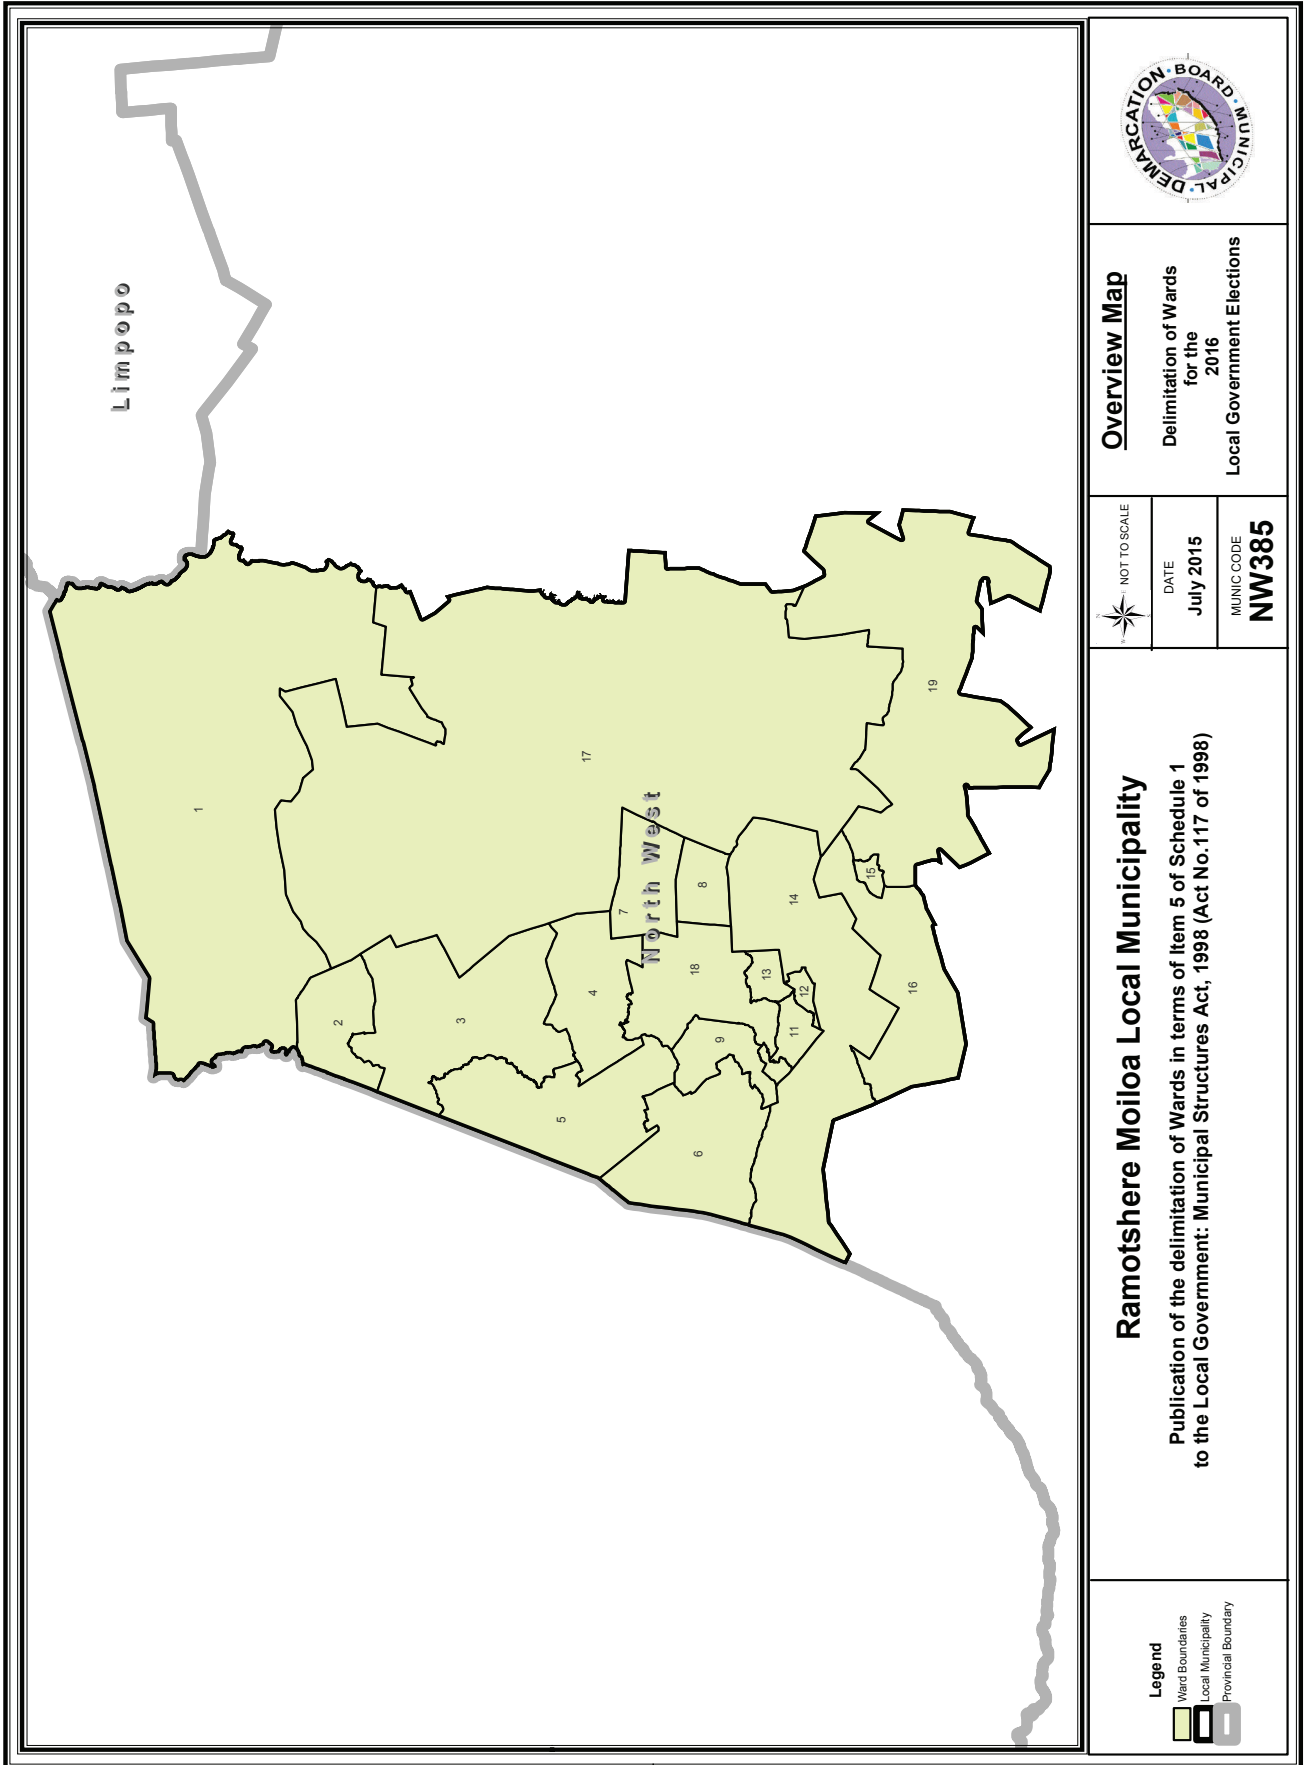 Limpopo
North West
1
2
3
4
5
6
7
8
9
11
12
13
14
15
16
17
18
19
Legend
Ward Boundaries
Local Municipality
Provincial Boundary
Ramotshere Moiloa Local Municipality
Publication of the delimitation of Wards in terms of Item 5 of Schedule 1
to the Local Government: Municipal Structures Act, 1998 (Act No.117 of 1998)
N
W
E
S
NOT TO SCALE
DATE
July 2015
MUNIC CODE
NW385
Overview Map
Delimitation of Wards
for the
2016
Local Government Elections
MUNICIPAL · DEMARCATION · BOARD ·